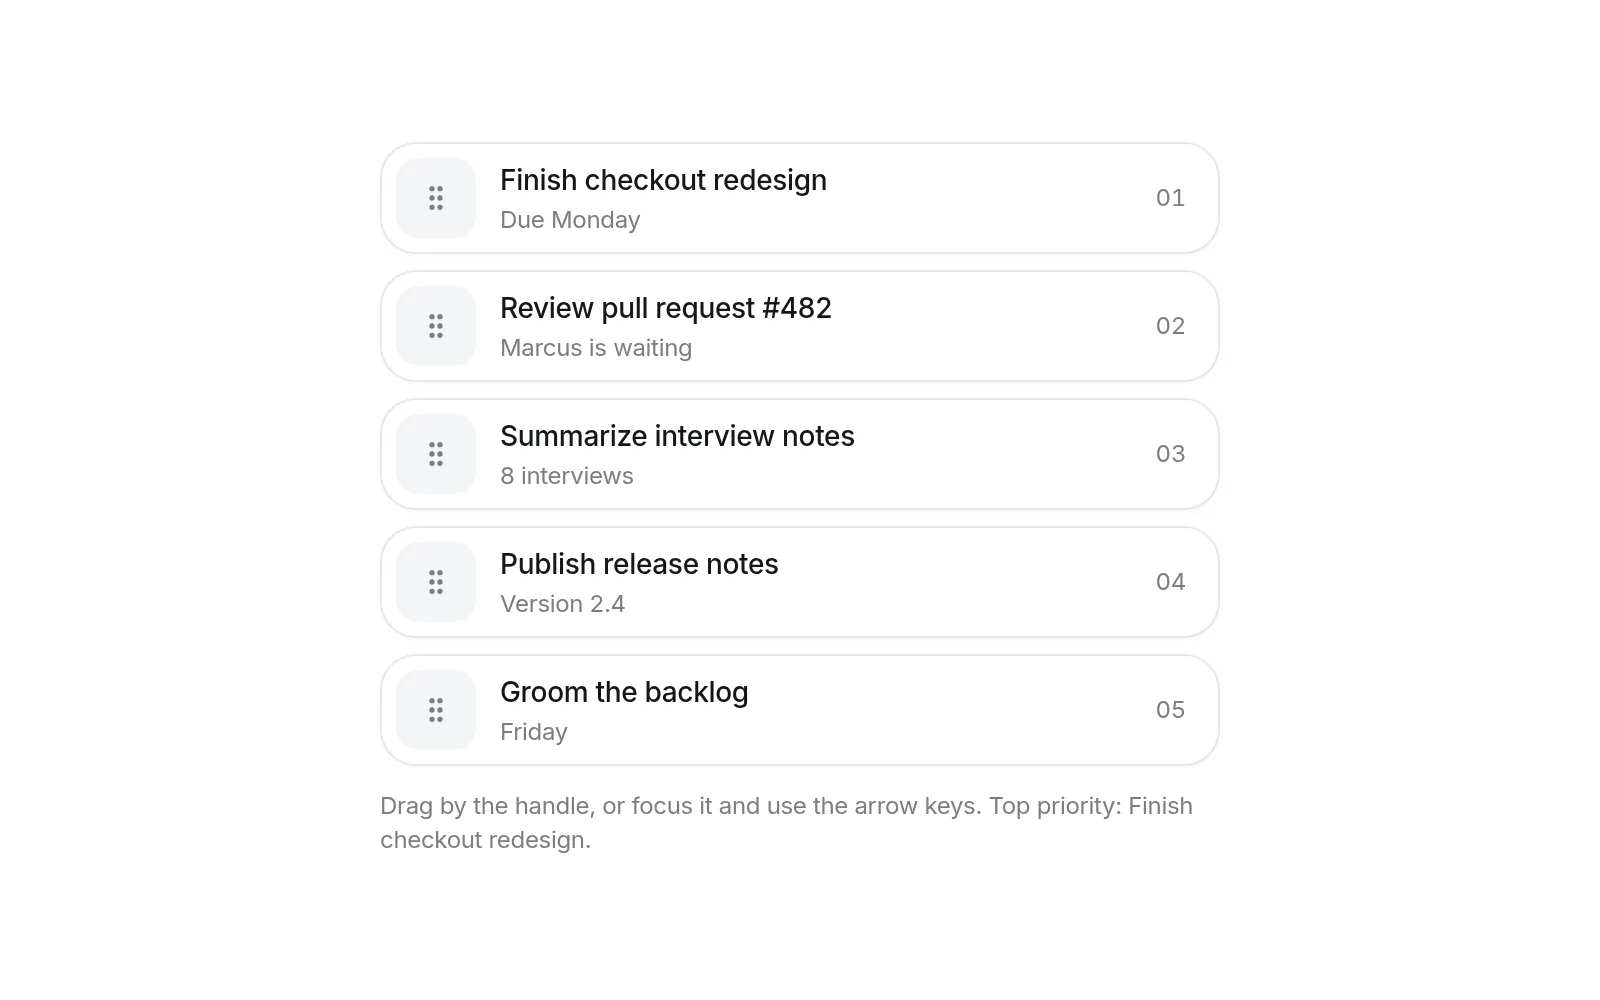 Finish checkout redesign
Due Monday
01
Review pull request #482
Marcus is waiting
02
Summarize interview notes
8 interviews
03
Publish release notes
Version 2.4
04
Groom the backlog
Friday
05
Drag by the handle, or focus it and use the arrow keys. Top priority: Finish
checkout redesign.